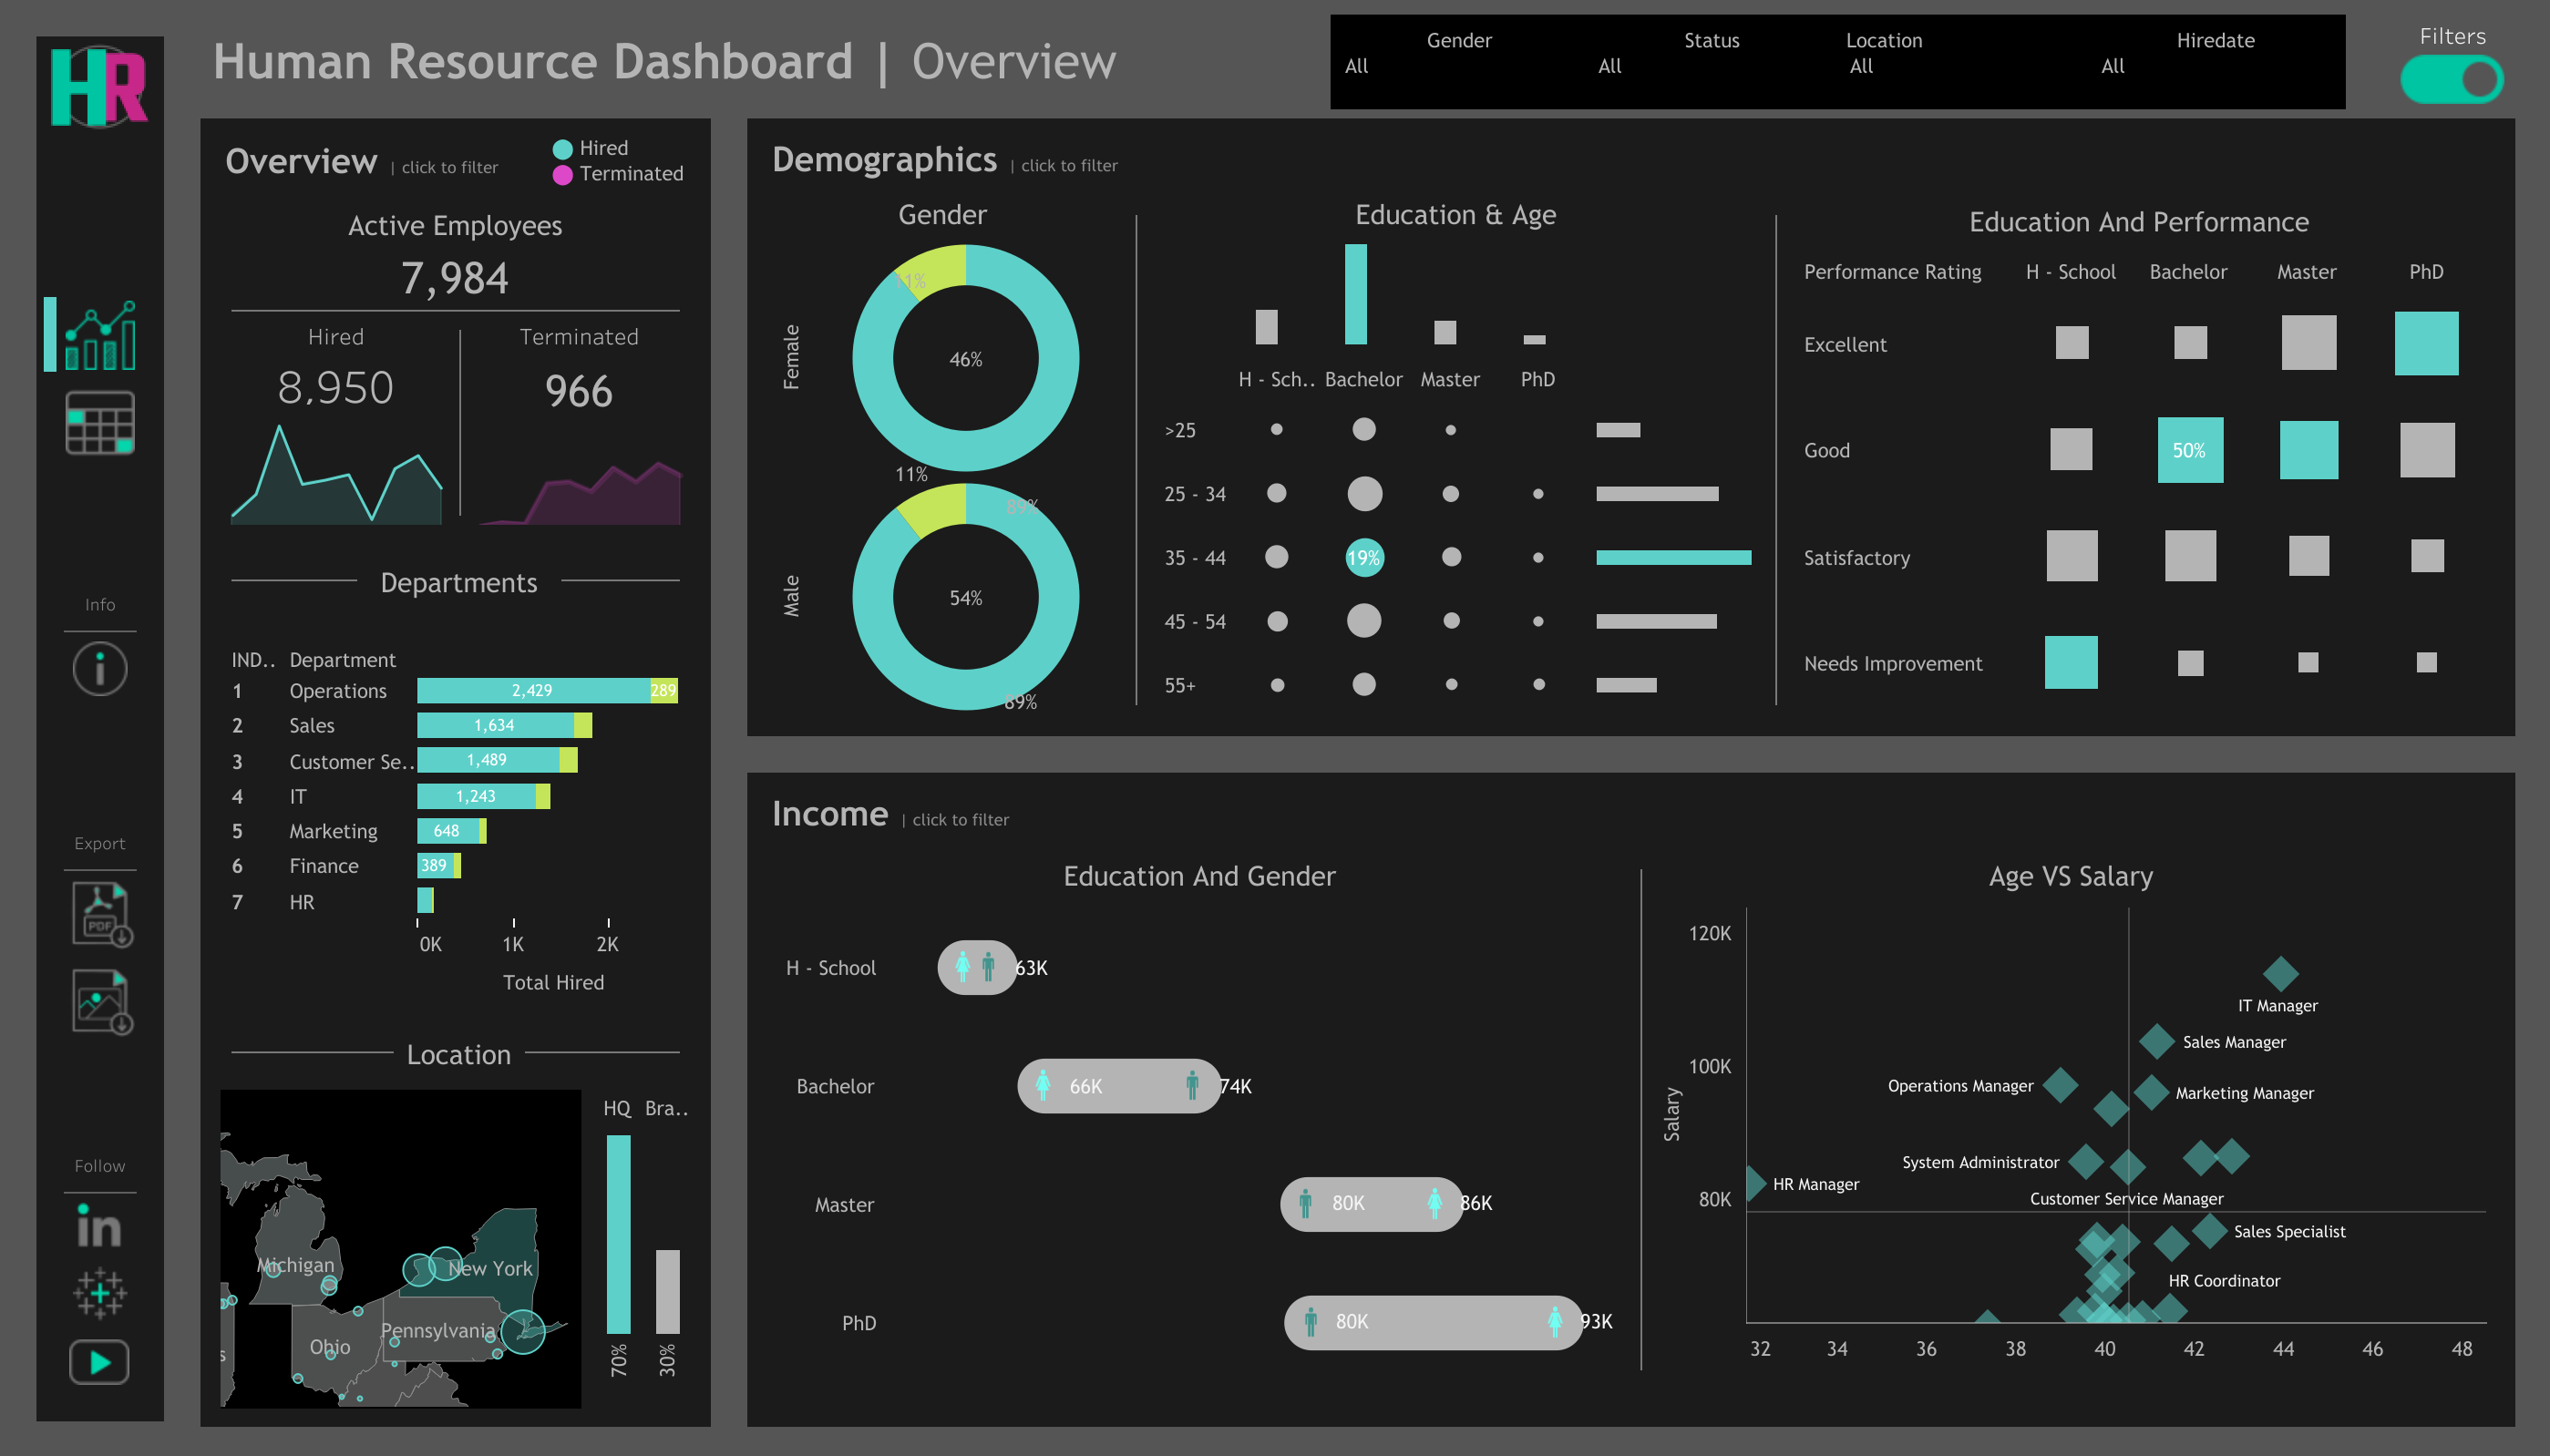 HR
Human Resource Dashboard | Overview
Gender
All
Status
All
Location
All
Hiredate
All
Filters
Info
Export
PDF
Follow
in
Overview | click to filter
Hired
Terminated
Active Employees
7,984
Hired
8,950
Terminated
966
Departments
IND.. Department
1 Operations 2,429 289
2 Sales 1,634
3 Customer Se.. 1,489
4 IT 1,243
5 Marketing 648
6 Finance 389
7 HR
0K 1K 2K
Total Hired
Location
Michigan
New York
Pennsylvania
Ohio
s
HQ Bra..
70% 30%
Demographics | click to filter
Gender
Female
11%
46%
89%
Male
11%
54%
89%
Education & Age
H - Sch.. Bachelor Master PhD
>25
25 - 34
35 - 44 19%
45 - 54
55+
Education And Performance
Performance Rating H - School Bachelor Master PhD
Excellent
Good 50%
Satisfactory
Needs Improvement
Income | click to filter
Education And Gender
H - School 63K
Bachelor 66K 74K
Master 80K 86K
PhD 80K 93K
Age VS Salary
Salary
120K
100K
80K
IT Manager
Sales Manager
Operations Manager
Marketing Manager
System Administrator
HR Manager
Customer Service Manager
Sales Specialist
HR Coordinator
32 34 36 38 40 42 44 46 48